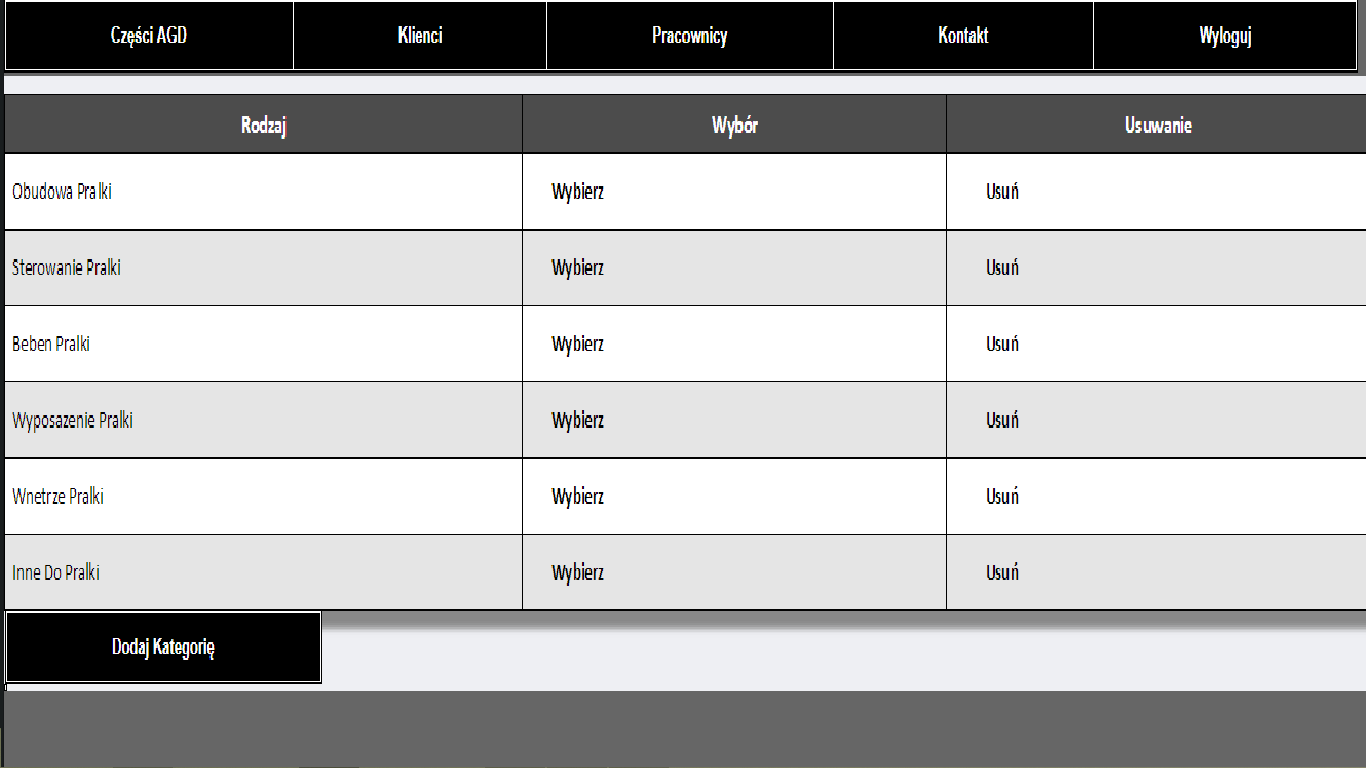 Części AGD Klienci Pracownicy Kontakt Wyloguj
Rodzaj Wybór Usuwanie
Obudowa Pralki Wybierz Usuń
Sterowanie Pralki Wybierz Usuń
Beben Pralki Wybierz Usuń
Wyposazenie Pralki Wybierz Usuń
Wnetrze Pralki Wybierz Usuń
Inne Do Pralki Wybierz Usuń
Dodaj Kategorię